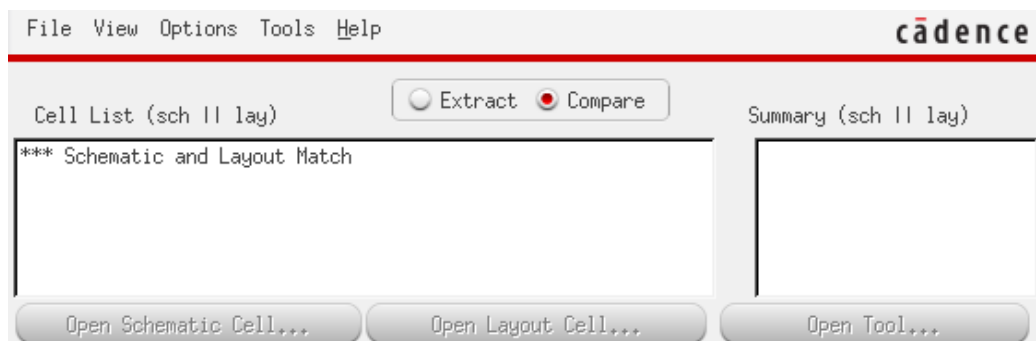 File View Options Tools Help
cādence
Extract Compare
Cell List (sch || lay)
Summary (sch || lay)
*** Schematic and Layout Match
Open Schematic Cell...
Open Layout Cell...
Open Tool...